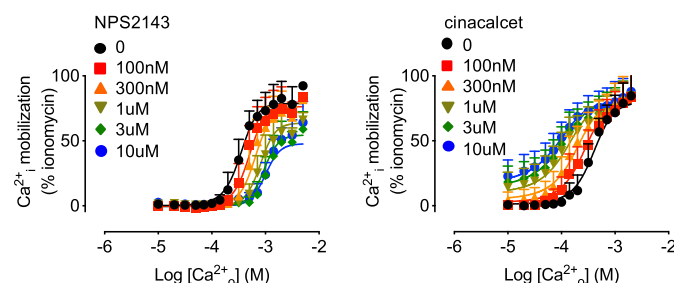 NPS2143
0
100nM
300nM
1uM
3uM
10uM
100
50
0
Ca²⁺ᵢ mobilization
(% ionomycin)
-6 -5 -4 -3 -2
Log [Ca²⁺ₒ] (M)
cinacalcet
0
100nM
300nM
1uM
3uM
10uM
100
50
0
Ca²⁺ᵢ mobilization
(% ionomycin)
-6 -5 -4 -3 -2
Log [Ca²⁺ₒ] (M)